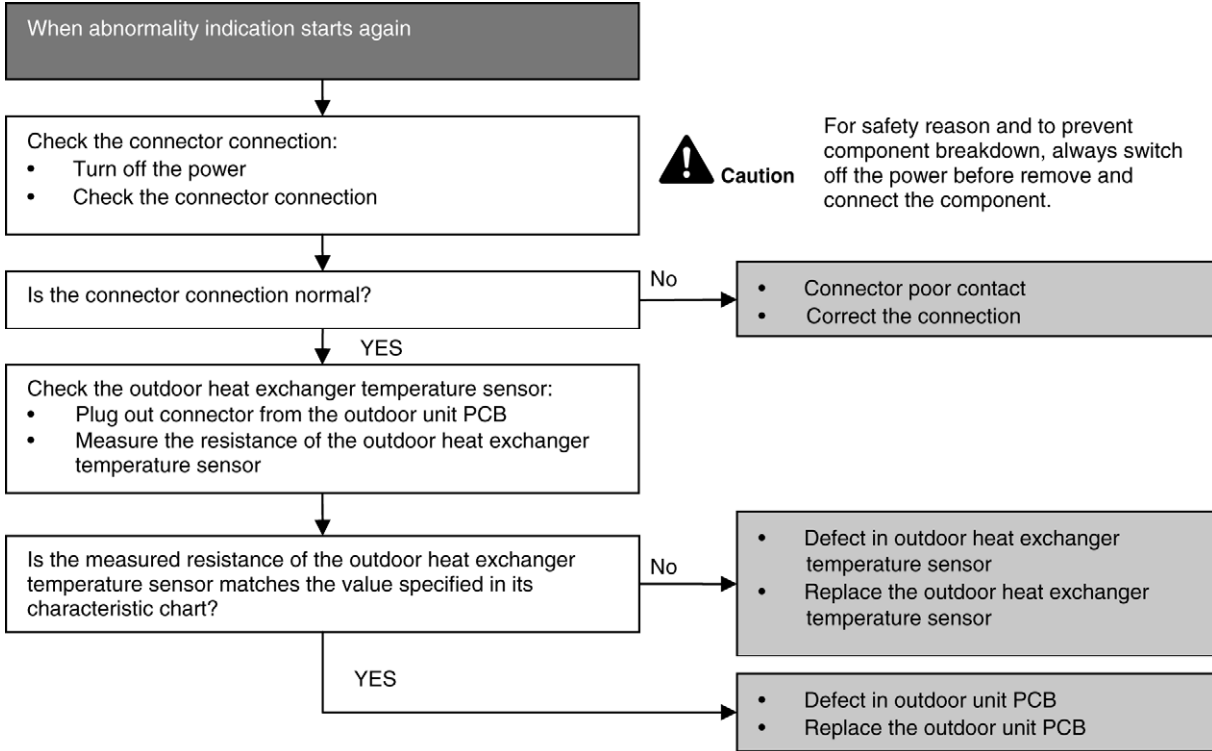 When abnormality indication starts again
Check the connector connection:
• Turn off the power
• Check the connector connection
Caution
For safety reason and to prevent
component breakdown, always switch
off the power before remove and
connect the component.
Is the connector connection normal?
No
• Connector poor contact
• Correct the connection
YES
Check the outdoor heat exchanger temperature sensor:
• Plug out connector from the outdoor unit PCB
• Measure the resistance of the outdoor heat exchanger
temperature sensor
Is the measured resistance of the outdoor heat exchanger
temperature sensor matches the value specified in its
characteristic chart?
No
• Defect in outdoor heat exchanger
temperature sensor
• Replace the outdoor heat exchanger
temperature sensor
YES
• Defect in outdoor unit PCB
• Replace the outdoor unit PCB